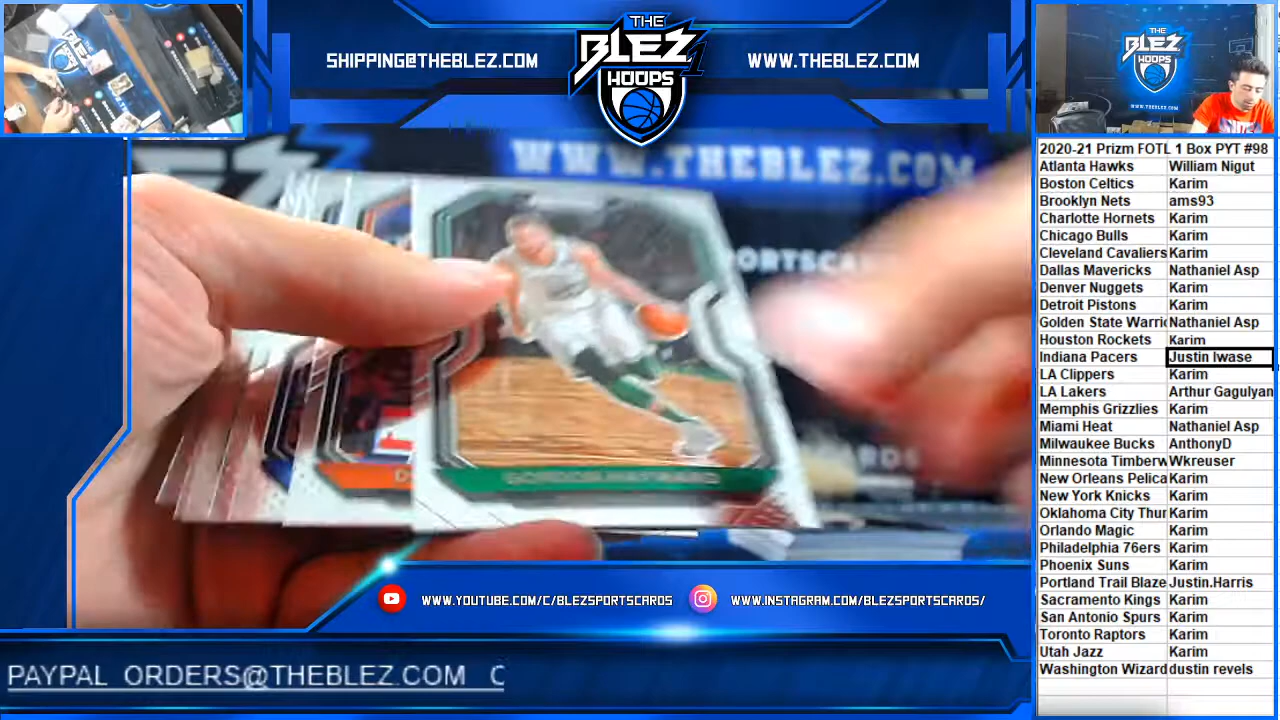 THE
BLEZ
HOOPS
SHIPPING@THEBLEZ.COM
WWW.THEBLEZ.COM
WWW.THEBLEZ.COM
GORDON HAYWARD
WWW.YOUTUBE.COM/C/BLEZSPORTSCARDS
WWW.INSTAGRAM.COM/BLEZSPORTSCARDS/
PAYPAL ORDERS@THEBLEZ.COM C
THE
BLEZ
HOOPS
2020-21 Prizm FOTL 1 Box PYT #98
Atlanta Hawks William Nigut
Boston Celtics Karim
Brooklyn Nets ams93
Charlotte Hornets Karim
Chicago Bulls Karim
Cleveland Cavaliers Karim
Dallas Mavericks Nathaniel Asp
Denver Nuggets Karim
Detroit Pistons Karim
Golden State Warri Nathaniel Asp
Houston Rockets Karim
Indiana Pacers Justin Iwase
LA Clippers Karim
LA Lakers Arthur Gagulyan
Memphis Grizzlies Karim
Miami Heat Nathaniel Asp
Milwaukee Bucks AnthonyD
Minnesota Timberw Wkreuser
New Orleans Pelica Karim
New York Knicks Karim
Oklahoma City Thun Karim
Orlando Magic Karim
Philadelphia 76ers Karim
Phoenix Suns Karim
Portland Trail Blaze Justin.Harris
Sacramento Kings Karim
San Antonio Spurs Karim
Toronto Raptors Karim
Utah Jazz Karim
Washington Wizard dustin revels